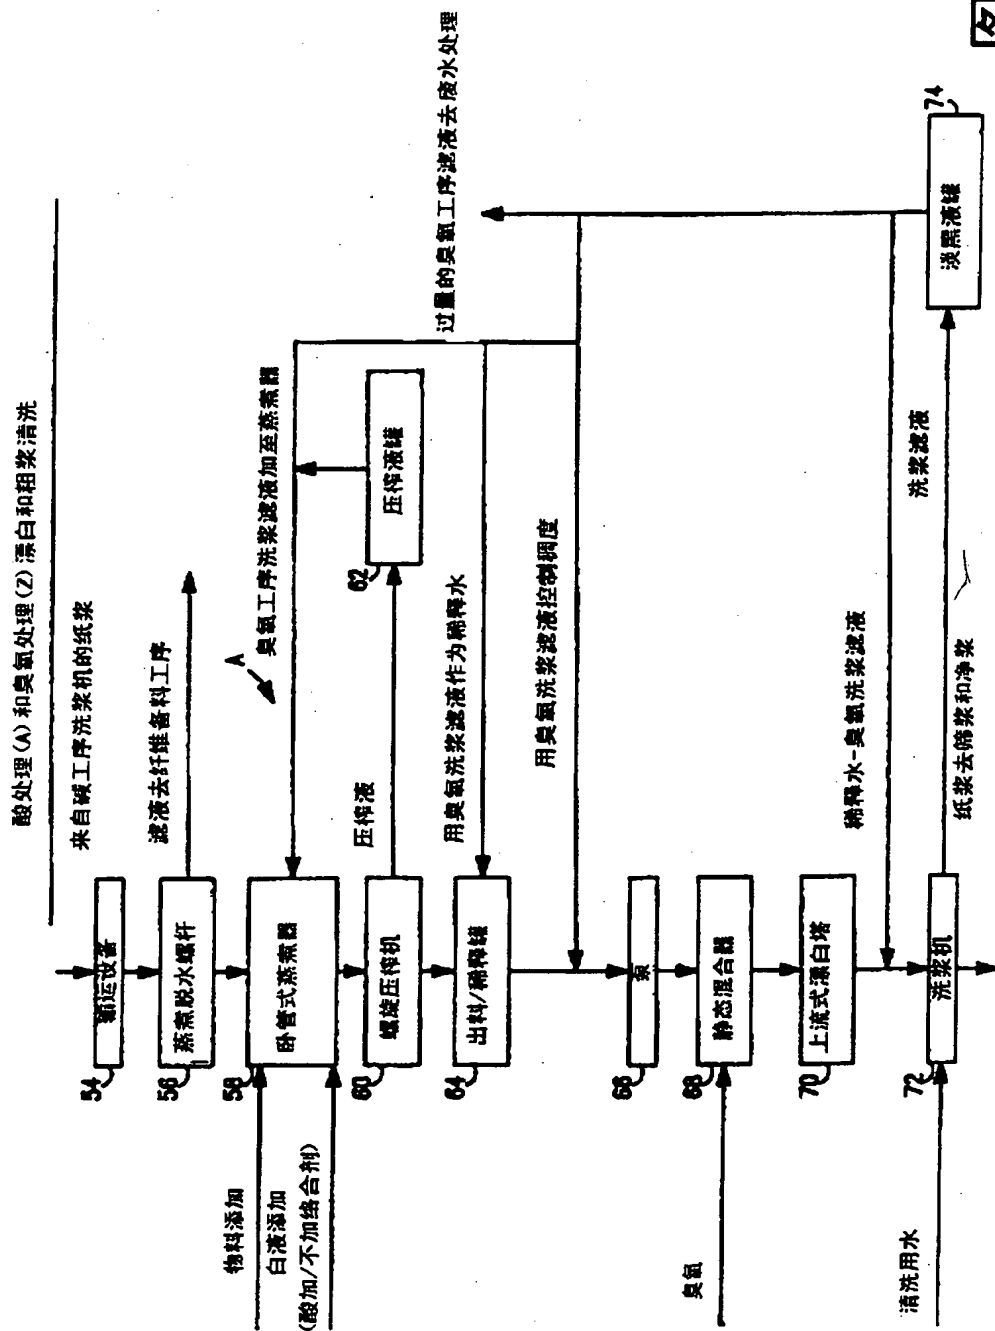 酸处理(A)和臭氧处理(Z)漂白和粗浆清洗
来自碱工序洗浆机的纸浆
54
输运设备
滤液去纤维备料工序
56
蒸煮脱水螺杆
A
臭氧工序洗浆滤液加至蒸煮器
物料添加
白液添加
(酸加/不加络合剂)
58
卧管式蒸煮器
压榨液
62
压榨液罐
60
螺旋压榨机
过量的臭氧工序滤液去废水处理
用臭氧洗浆滤液作为稀释水
64
出料/稀释罐
用臭氧洗浆滤液控制稠度
66
泵
臭氧
68
静态混合器
70
上流式漂白塔
稀释水-臭氧洗浆滤液
洗浆滤液
74
淡黑液罐
清洗用水
72
洗浆机
纸浆去筛浆和净浆
图